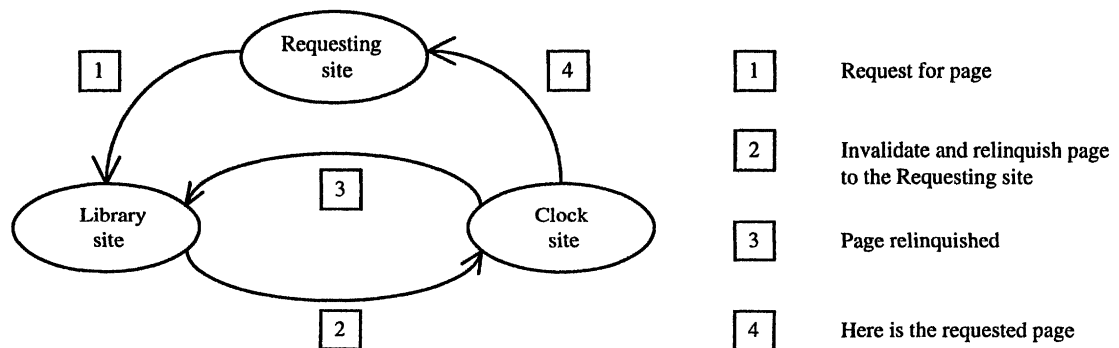 Requesting
site
1
4
3
Library
site
Clock
site
2
1 Request for page
2 Invalidate and relinquish page
to the Requesting site
3 Page relinquished
4 Here is the requested page